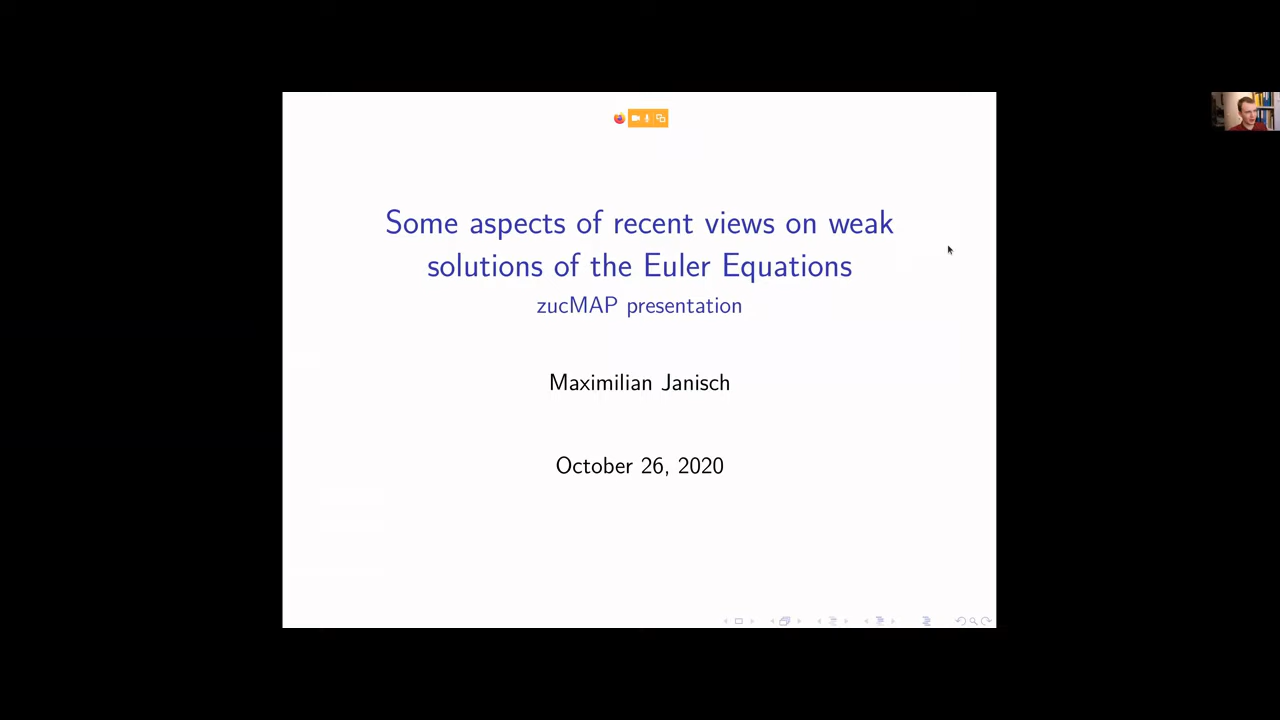 Some aspects of recent views on weak
solutions of the Euler Equations
zucMAP presentation
Maximilian Janisch
October 26, 2020